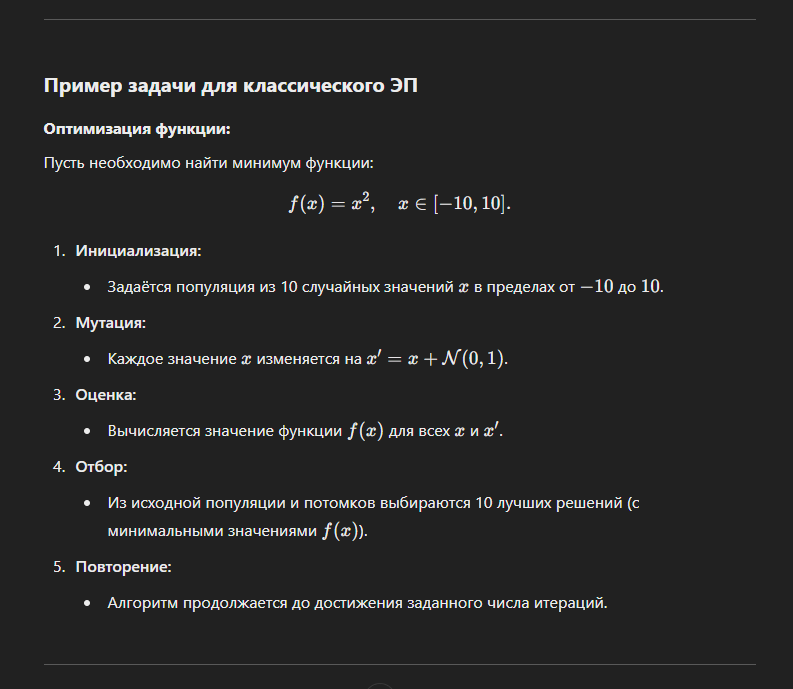 Пример задачи для классического ЭП
Оптимизация функции:
Пусть необходимо найти минимум функции:
f(x) = x², x ∈ [−10, 10].
1. Инициализация:
• Задаётся популяция из 10 случайных значений x в пределах от −10 до 10.
2. Мутация:
• Каждое значение x изменяется на x′ = x + 𝒩(0, 1).
3. Оценка:
• Вычисляется значение функции f(x) для всех x и x′.
4. Отбор:
• Из исходной популяции и потомков выбираются 10 лучших решений (с
минимальными значениями f(x)).
5. Повторение:
• Алгоритм продолжается до достижения заданного числа итераций.